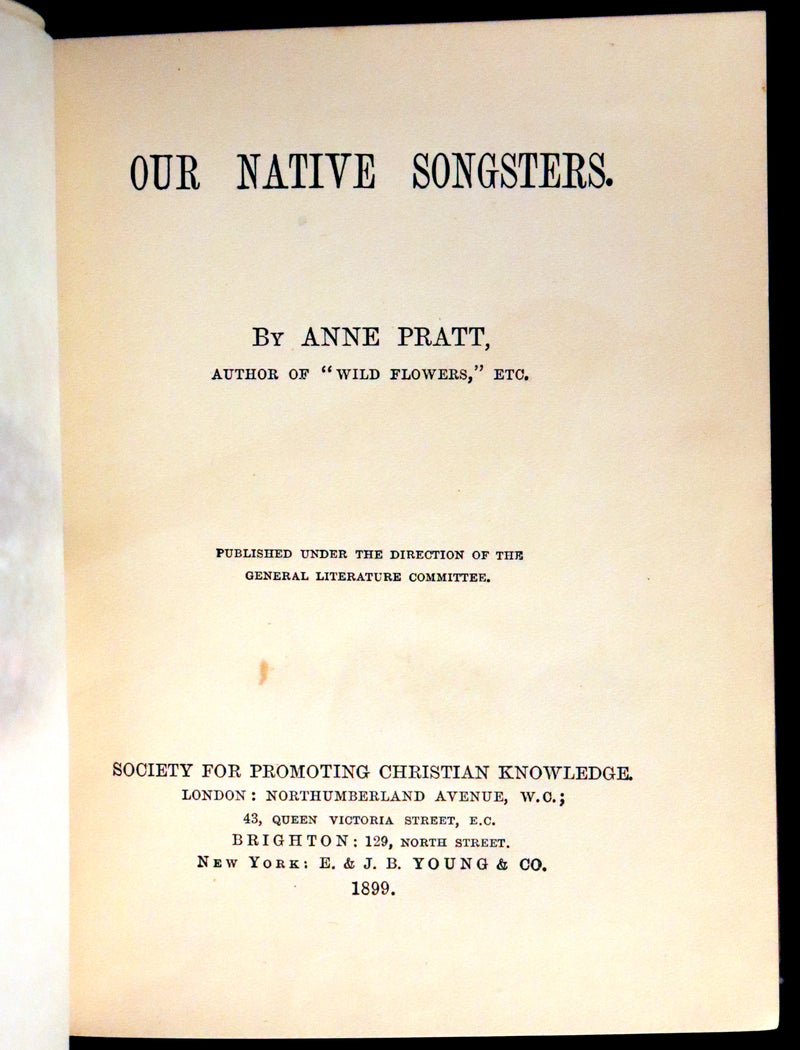 OUR NATIVE SONGSTERS.
By ANNE PRATT,
AUTHOR OF “WILD FLOWERS,” ETC.
PUBLISHED UNDER THE DIRECTION OF THE
GENERAL LITERATURE COMMITTEE.
SOCIETY FOR PROMOTING CHRISTIAN KNOWLEDGE.
LONDON: NORTHUMBERLAND AVENUE, W.C.;
43, QUEEN VICTORIA STREET, E.C.
BRIGHTON: 129, NORTH STREET.
NEW YORK: E. & J. B. YOUNG & CO.
1899.